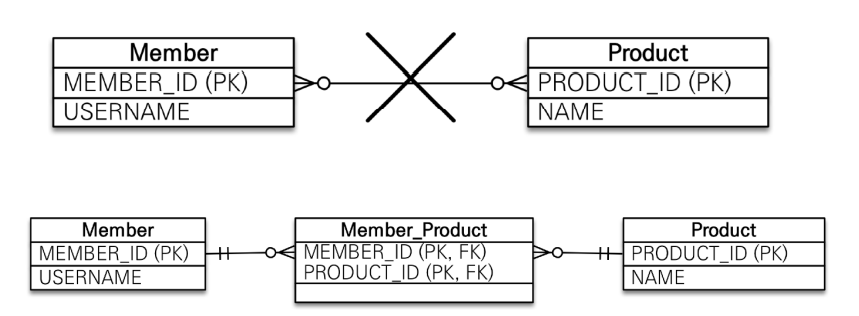 Member
MEMBER_ID (PK)
USERNAME
Product
PRODUCT_ID (PK)
NAME
Member
MEMBER_ID (PK)
USERNAME
Member_Product
MEMBER_ID (PK, FK)
PRODUCT_ID (PK, FK)
Product
PRODUCT_ID (PK)
NAME